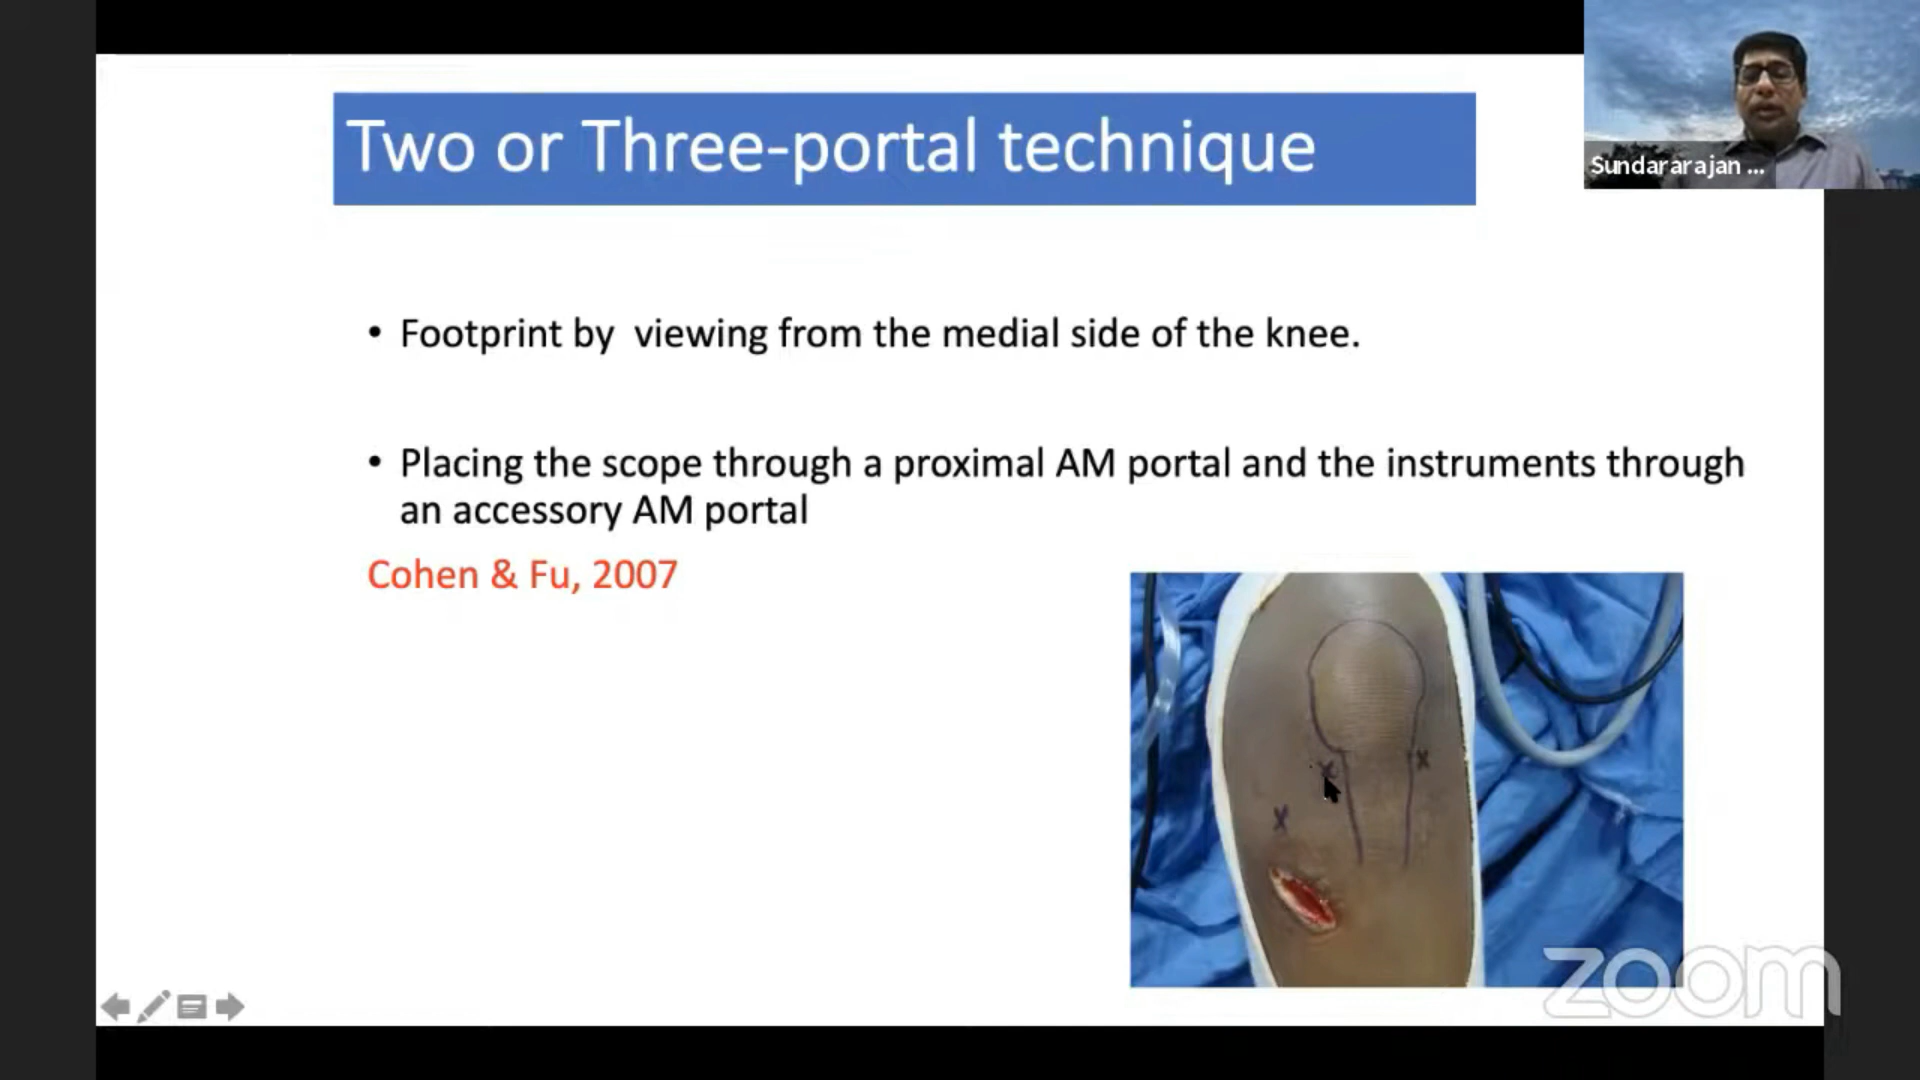 Two or Three-portal technique
Sundararajan ...
• Footprint by viewing from the medial side of the knee.
• Placing the scope through a proximal AM portal and the instruments through
an accessory AM portal
Cohen & Fu, 2007
x
x
x
zoom